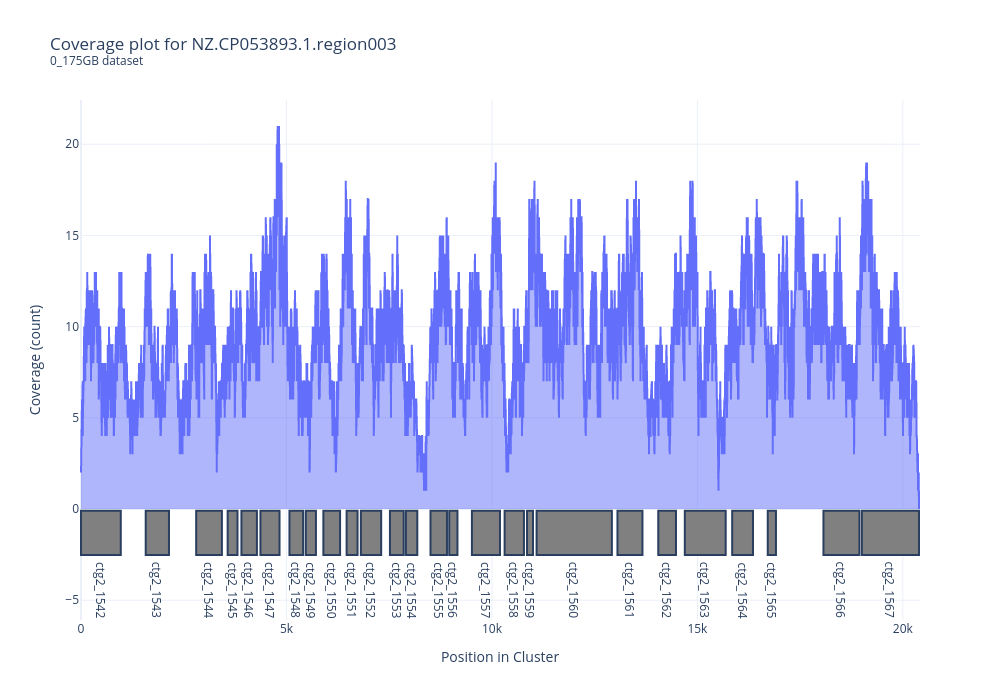 Coverage plot for NZ.CP053893.1.region003
0_175GB dataset
Coverage (count)
20
15
10
5
0
−5
ctg2_1542
ctg2_1543
ctg2_1544
ctg2_1545
ctg2_1546
ctg2_1547
ctg2_1548
ctg2_1549
ctg2_1550
ctg2_1551
ctg2_1552
ctg2_1553
ctg2_1554
ctg2_1555
ctg2_1556
ctg2_1557
ctg2_1558
ctg2_1559
ctg2_1560
ctg2_1561
ctg2_1562
ctg2_1563
ctg2_1564
ctg2_1565
ctg2_1566
ctg2_1567
0
5k
10k
15k
20k
Position in Cluster